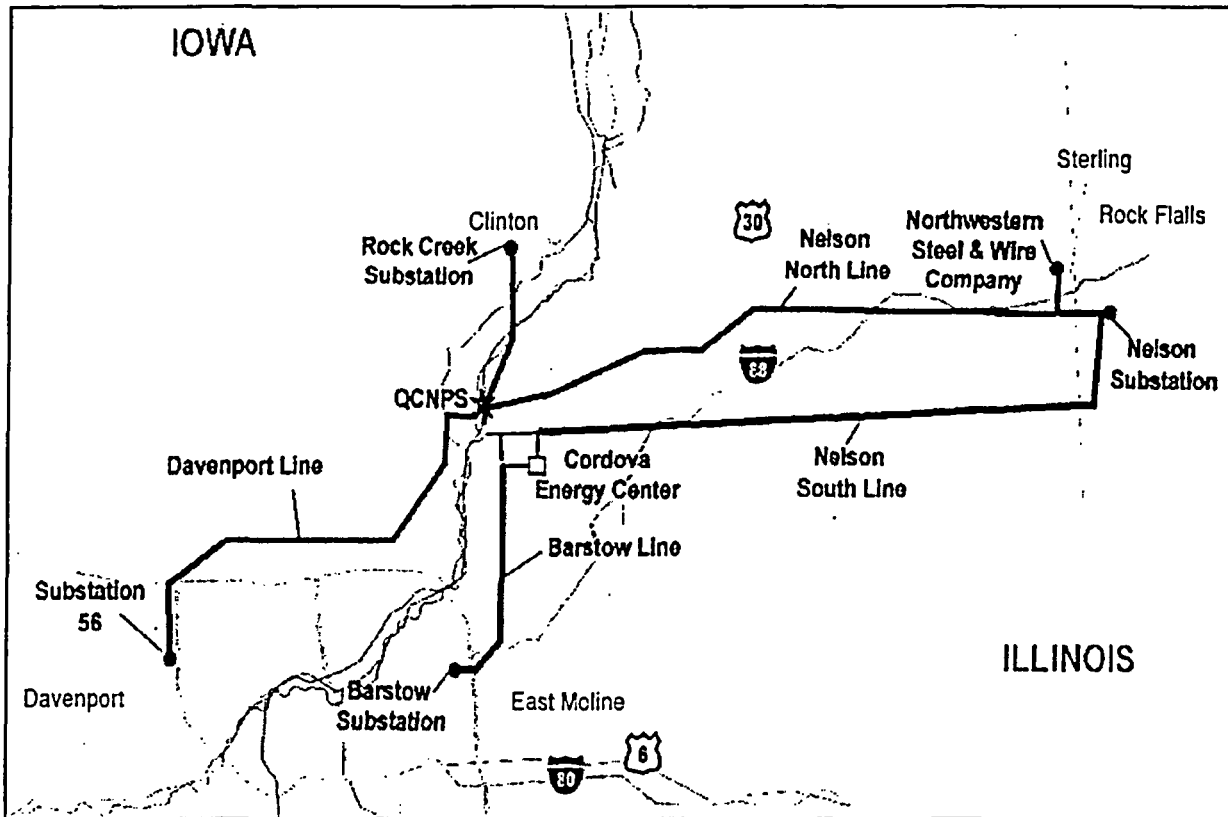 IOWA
Sterling
Rock Flalls
30
Clinton
Rock Creek
Substation
Nelson
North Line
Northwestern
Steel & Wire
Company
88
Nelson
Substation
QCNPS
Davenport Line
Cordova
Energy Center
Nelson
South Line
Barstow Line
Substation
56
ILLINOIS
Davenport
Barstow
Substation
East Moline
6
80